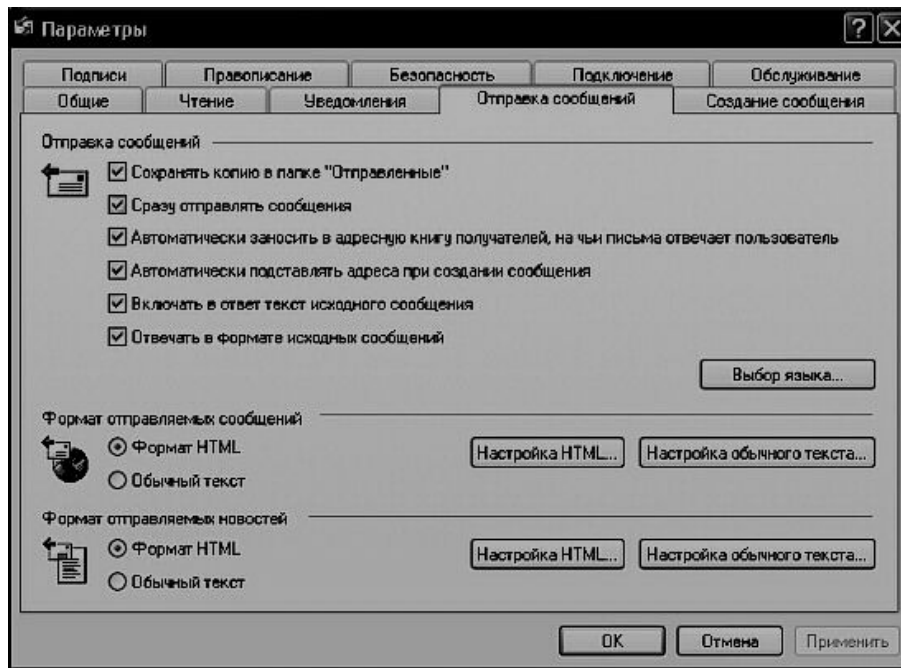 Параметры
Подписи Правописание Безопасность Подключение Обслуживание
Общие Чтение Уведомления Отправка сообщений Создание сообщения
Отправка сообщений
Сохранять копию в папке "Отправленные"
Сразу отправлять сообщения
Автоматически заносить в адресную книгу получателей, на чьи письма отвечает пользователь
Автоматически подставлять адреса при создании сообщения
Включать в ответ текст исходного сообщения
Отвечать в формате исходных сообщений
Выбор языка...
Формат отправляемых сообщений
Формат HTML Настройка HTML... Настройка обычного текста...
Обычный текст
Формат отправляемых новостей
Формат HTML Настройка HTML... Настройка обычного текста...
Обычный текст
OK Отмена Применить